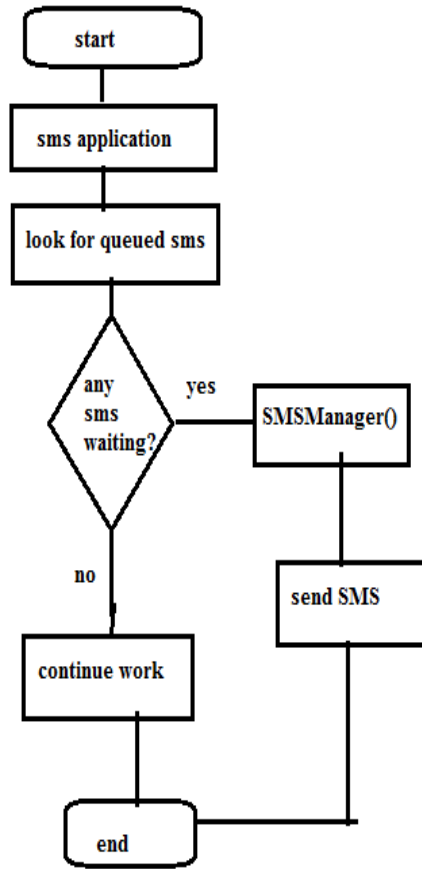 start
sms application
look for queued sms
any
sms
waiting?
yes
SMSManager()
no
send SMS
continue work
end